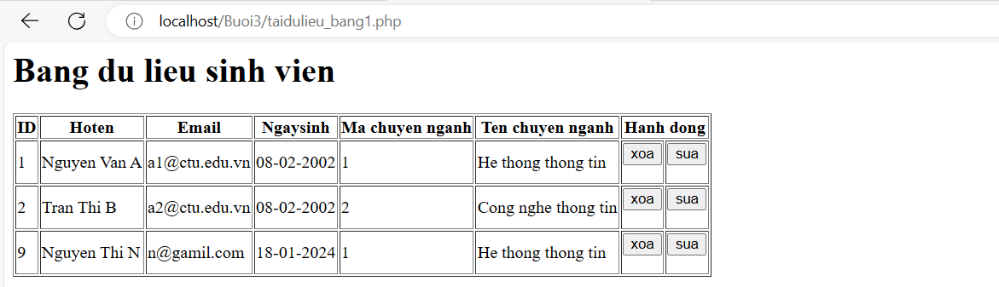 localhost/Buoi3/taidulieu_bang1.php
Bang du lieu sinh vien
ID Hoten Email Ngaysinh Ma chuyen nganh Ten chuyen nganh Hanh dong
1 Nguyen Van A a1@ctu.edu.vn 08-02-2002 1 He thong thong tin xoa sua
2 Tran Thi B a2@ctu.edu.vn 08-02-2002 2 Cong nghe thong tin xoa sua
9 Nguyen Thi N n@gamil.com 18-01-2024 1 He thong thong tin xoa sua